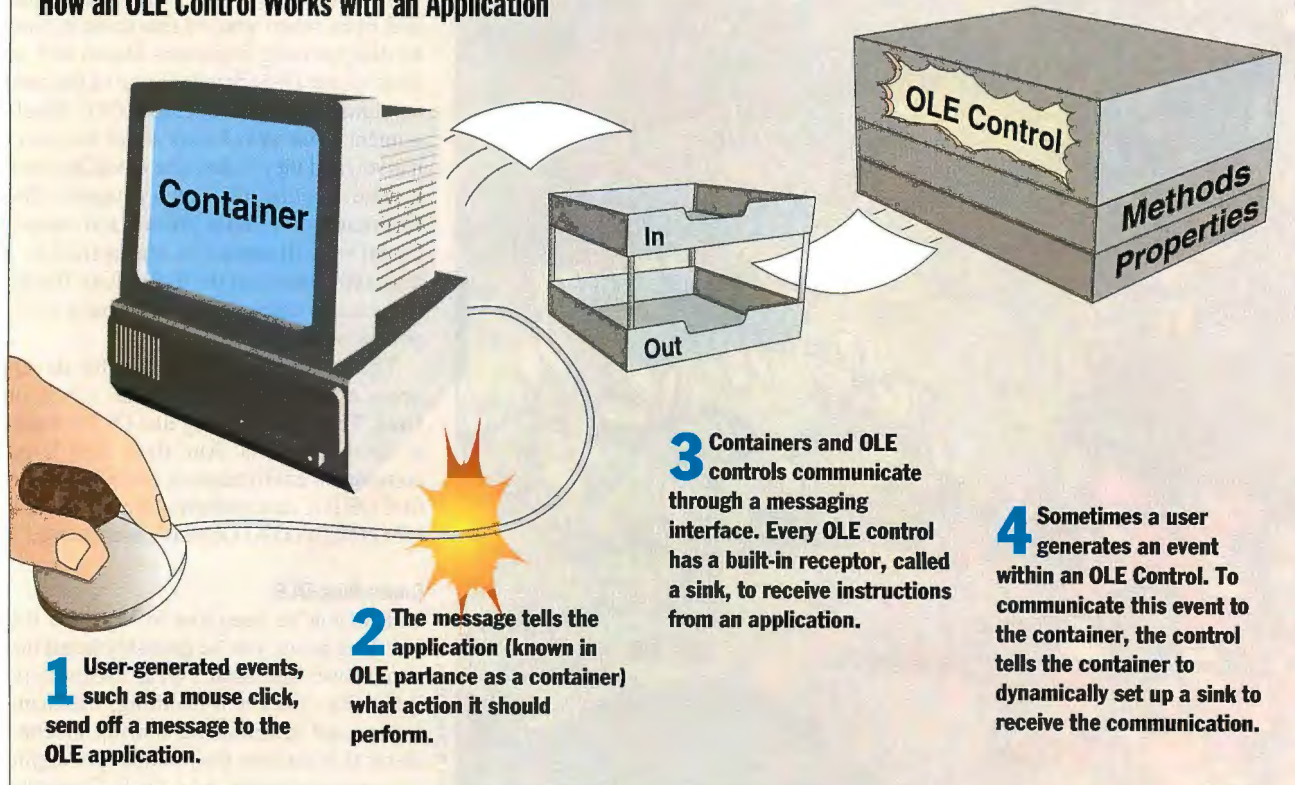 How an OLE Control Works with an Application
Container
In
Out
OLE Control
Methods
Properties
1 User-generated events,
such as a mouse click,
send off a message to the
OLE application.
2 The message tells the
application (known in
OLE parlance as a container)
what action it should
perform.
3 Containers and OLE
controls communicate
through a messaging
interface. Every OLE control
has a built-in receptor, called
a sink, to receive instructions
from an application.
4 Sometimes a user
generates an event
within an OLE Control. To
communicate this event to
the container, the control
tells the container to
dynamically set up a sink to
receive the communication.